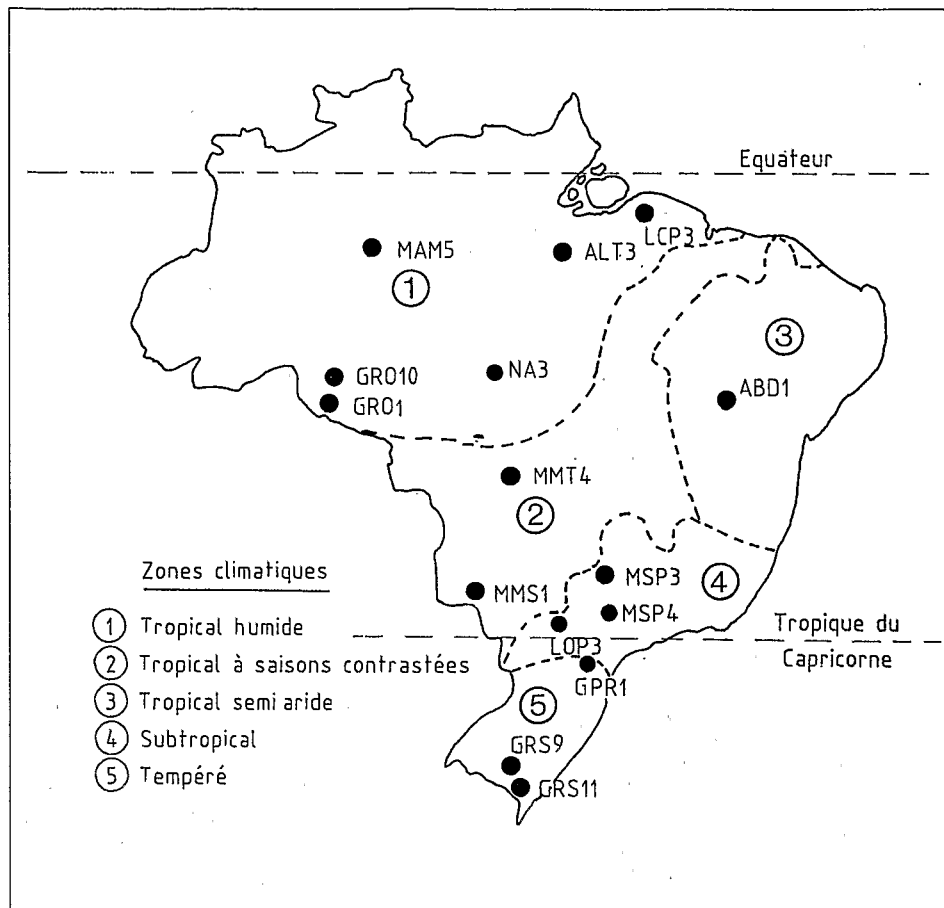 Equateur
LCP3
MAM5
ALT3
1
3
GRO10
NA3
ABD1
GRO1
MMT4
2
Zones climatiques
MSP3
4
MMS1
MSP4
1 Tropical humide
Tropique du
Capricorne
LOP3
2 Tropical à saisons contrastées
GPR1
3 Tropical semi aride
5
4 Subtropical
GRS9
5 Tempéré
GRS11